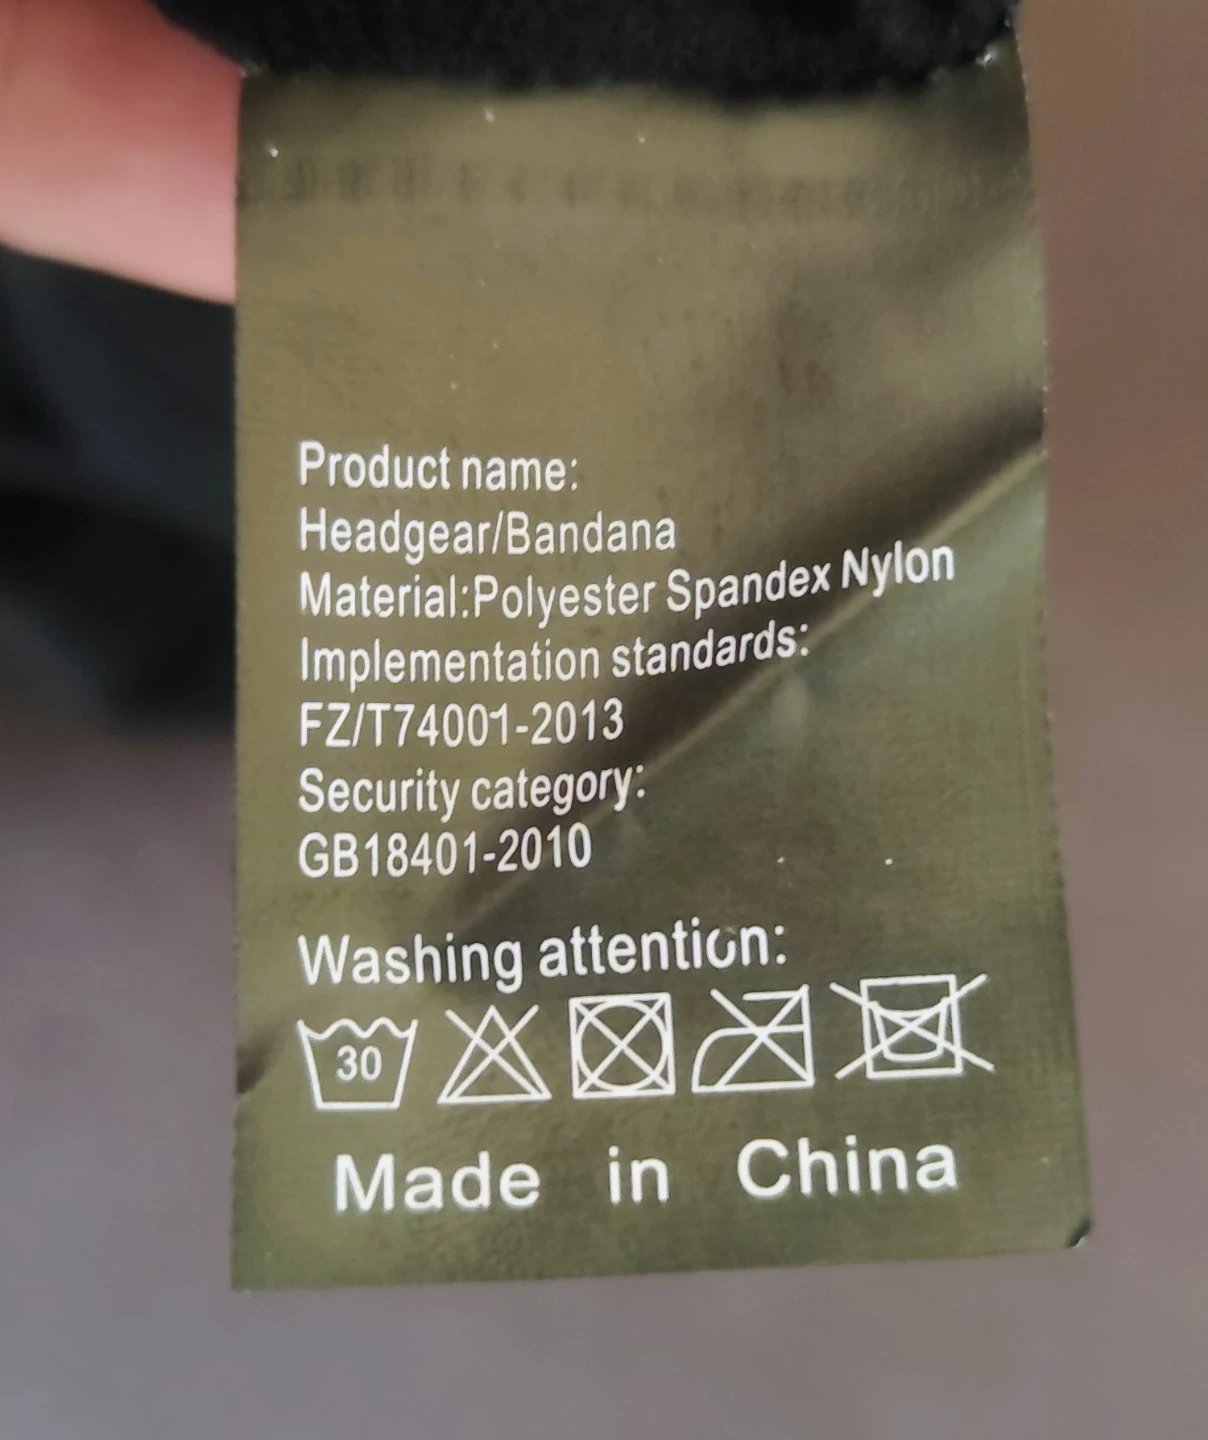 Product name:
Headgear/Bandana
Material:Polyester Spandex Nylon
Implementation standards:
FZ/T74001-2013
Security category:
GB18401-2010
Washing attention:
30
Made in China